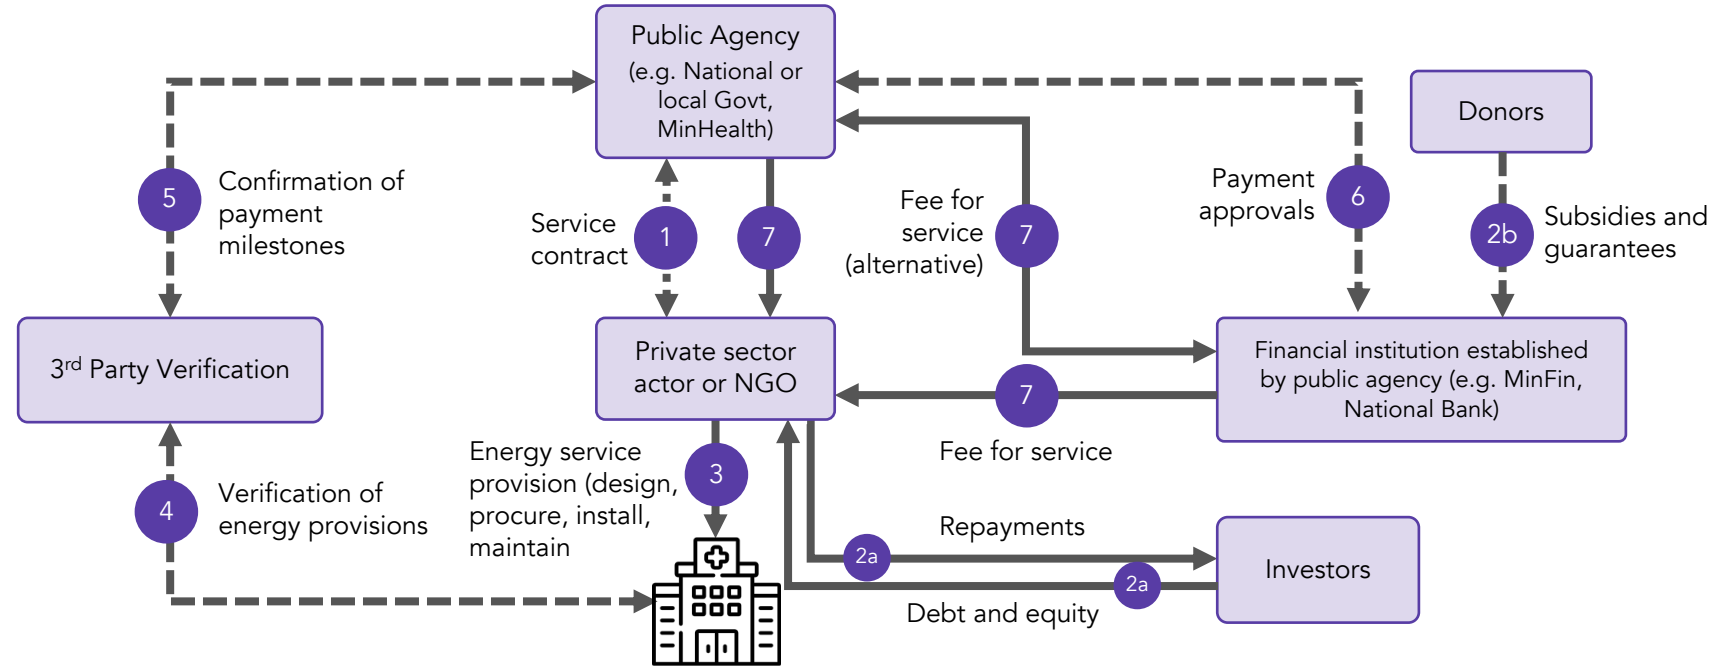 Public Agency
(e.g. National or
local Govt,
MinHealth)
Donors
5
Confirmation of
payment
milestones
Service
contract
1
7
Fee for
service
(alternative)
7
Payment
approvals
6
2b
Subsidies and
guarantees
3rd Party Verification
Private sector
actor or NGO
7
Fee for service
Financial institution established
by public agency (e.g. MinFin,
National Bank)
4
Verification of
energy provisions
Energy service
provision (design,
procure, install,
maintain
3
Repayments
2a
2a
Debt and equity
Investors